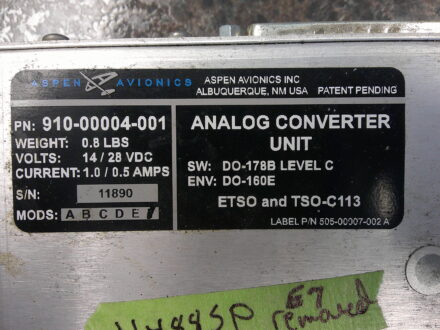 ASPEN AVIONICS
ASPEN AVIONICS INC
ALBUQUERQUE, NM USA PATENT PENDING
PN: 910-00004-001
WEIGHT: 0.8 LBS
VOLTS: 14 / 28 VDC
CURRENT: 1.0 / 0.5 AMPS
S/N: 11890
MODS: A B C D E
ANALOG CONVERTER
UNIT
SW: DO-178B LEVEL C
ENV: DO-160E
ETSO and TSO-C113
LABEL P/N 505-00007-002 A
removed